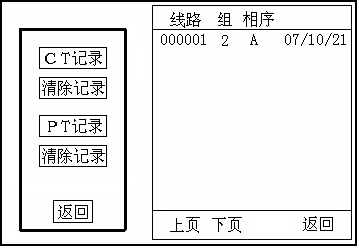 CT记录
清除记录
PT记录
清除记录
返回
线路 组 相序
000001 2 A 07/10/21
上页 下页 返回